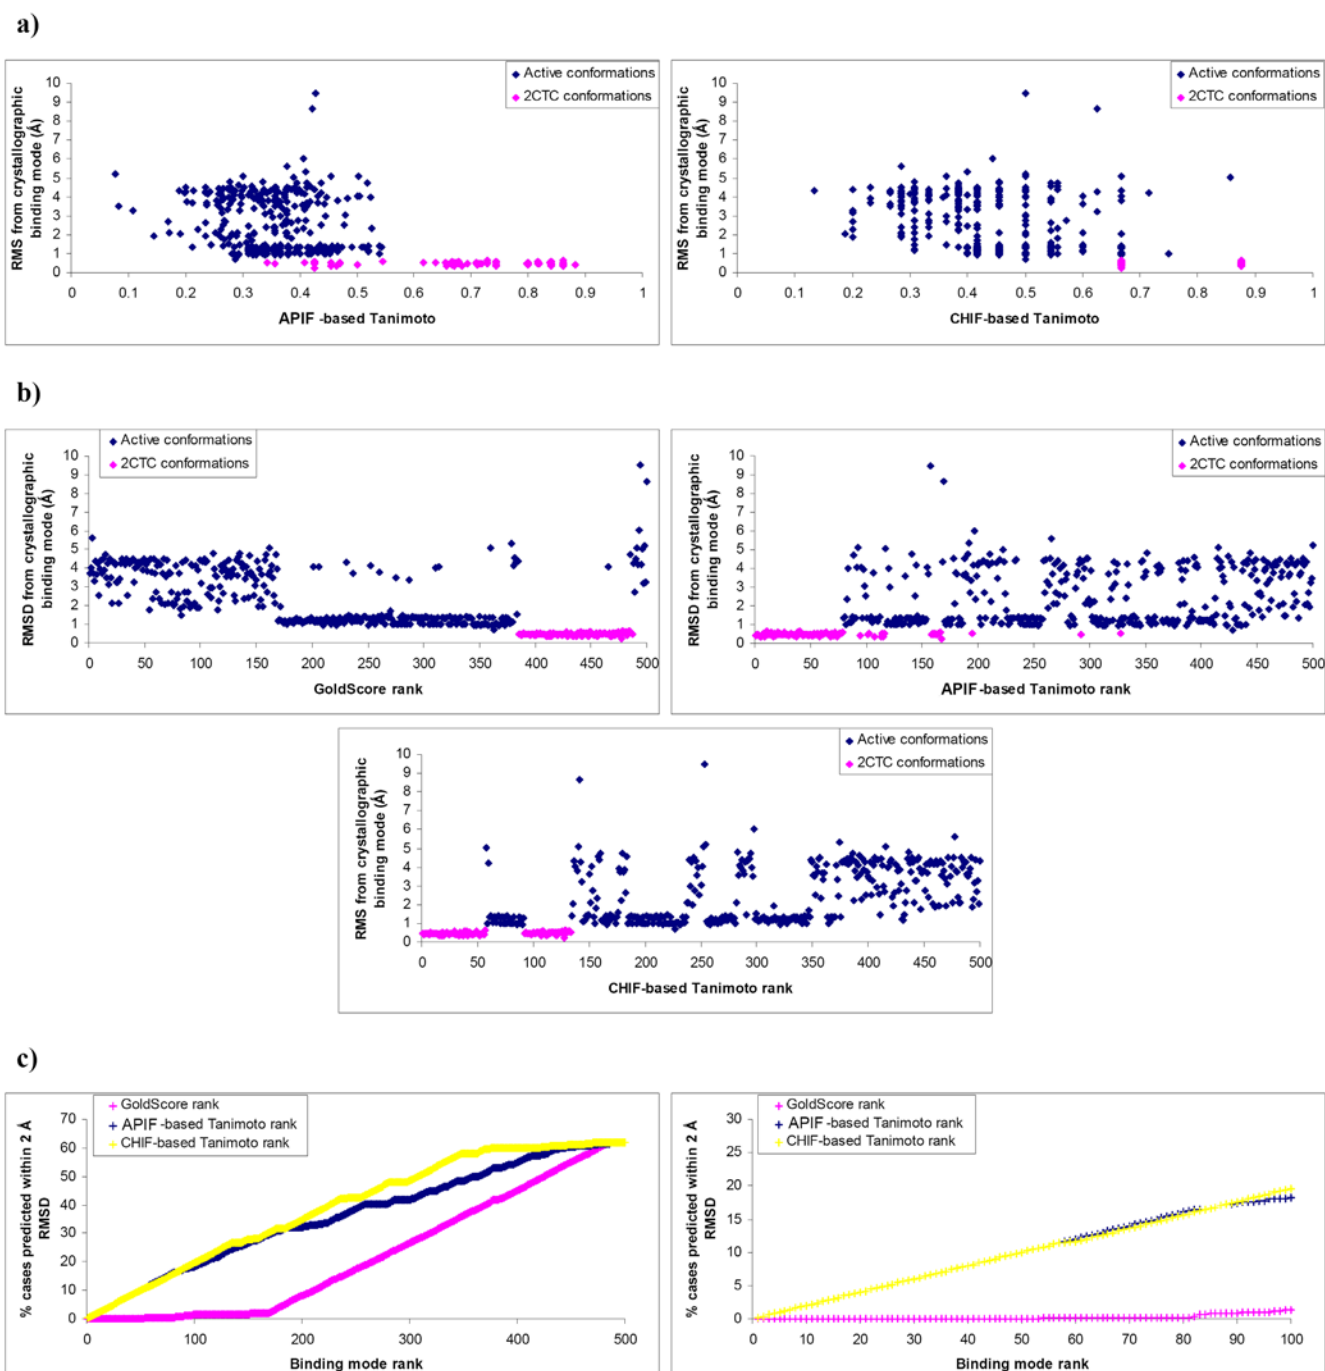 a)
Active conformations
2CTC conformations
RMS from crystallographic
binding mode (Å)
10
9
8
7
6
5
4
3
2
1
0
0 0.1 0.2 0.3 0.4 0.5 0.6 0.7 0.8 0.9 1
APIF -based Tanimoto
Active conformations
2CTC conformations
RMS from crystallographic
binding mode (Å)
10
9
8
7
6
5
4
3
2
1
0
0 0.1 0.2 0.3 0.4 0.5 0.6 0.7 0.8 0.9 1
CHIF-based Tanimoto
b)
Active conformations
2CTC conformations
RMSD from crystallographic
binding mode (Å)
10
9
8
7
6
5
4
3
2
1
0
0 50 100 150 200 250 300 350 400 450 500
GoldScore rank
Active conformations
2CTC conformations
RMSD from crystallographic
binding mode (Å)
10
9
8
7
6
5
4
3
2
1
0
0 50 100 150 200 250 300 350 400 450 500
APIF-based Tanimoto rank
Active conformations
2CTC conformations
RMS from crystallographic
binding mode (Å)
10
9
8
7
6
5
4
3
2
1
0
0 50 100 150 200 250 300 350 400 450 500
CHIF-based Tanimoto rank
c)
GoldScore rank
APIF -based Tanimoto rank
CHIF-based Tanimoto rank
% cases predicted within 2 Å
RMSD
70
60
50
40
30
20
10
0
0 100 200 300 400 500
Binding mode rank
GoldScore rank
APIF -based Tanimoto rank
CHIF-based Tanimoto rank
% cases predicted within 2 Å
RMSD
30
25
20
15
10
5
0
0 10 20 30 40 50 60 70 80 90 100
Binding mode rank